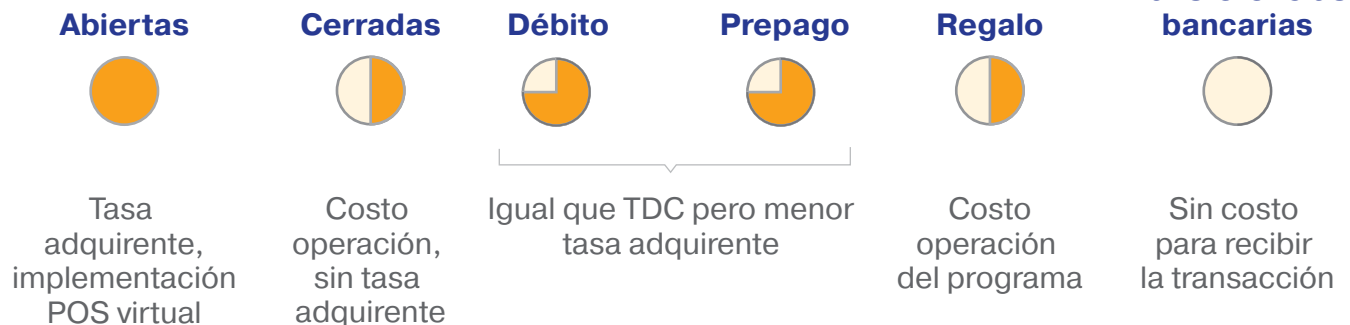 Abiertas
Cerradas
Débito
Prepago
Regalo
bancarias
Tasa
adquirente,
implementación
POS virtual
Costo
operación,
sin tasa
adquirente
Igual que TDC pero menor
tasa adquirente
Costo
operación
del programa
Sin costo
para recibir
la transacción